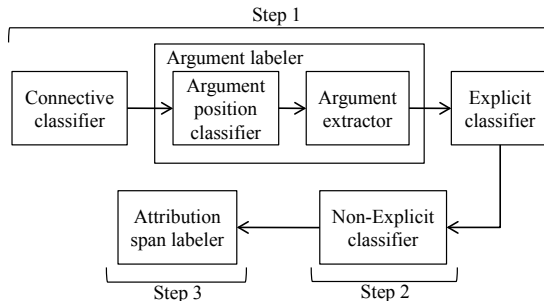 Step 1
Argument labeler
Connective
classifier
Argument
position
classifier
Argument
extractor
Explicit
classifier
Attribution
span labeler
Non-Explicit
classifier
Step 3
Step 2